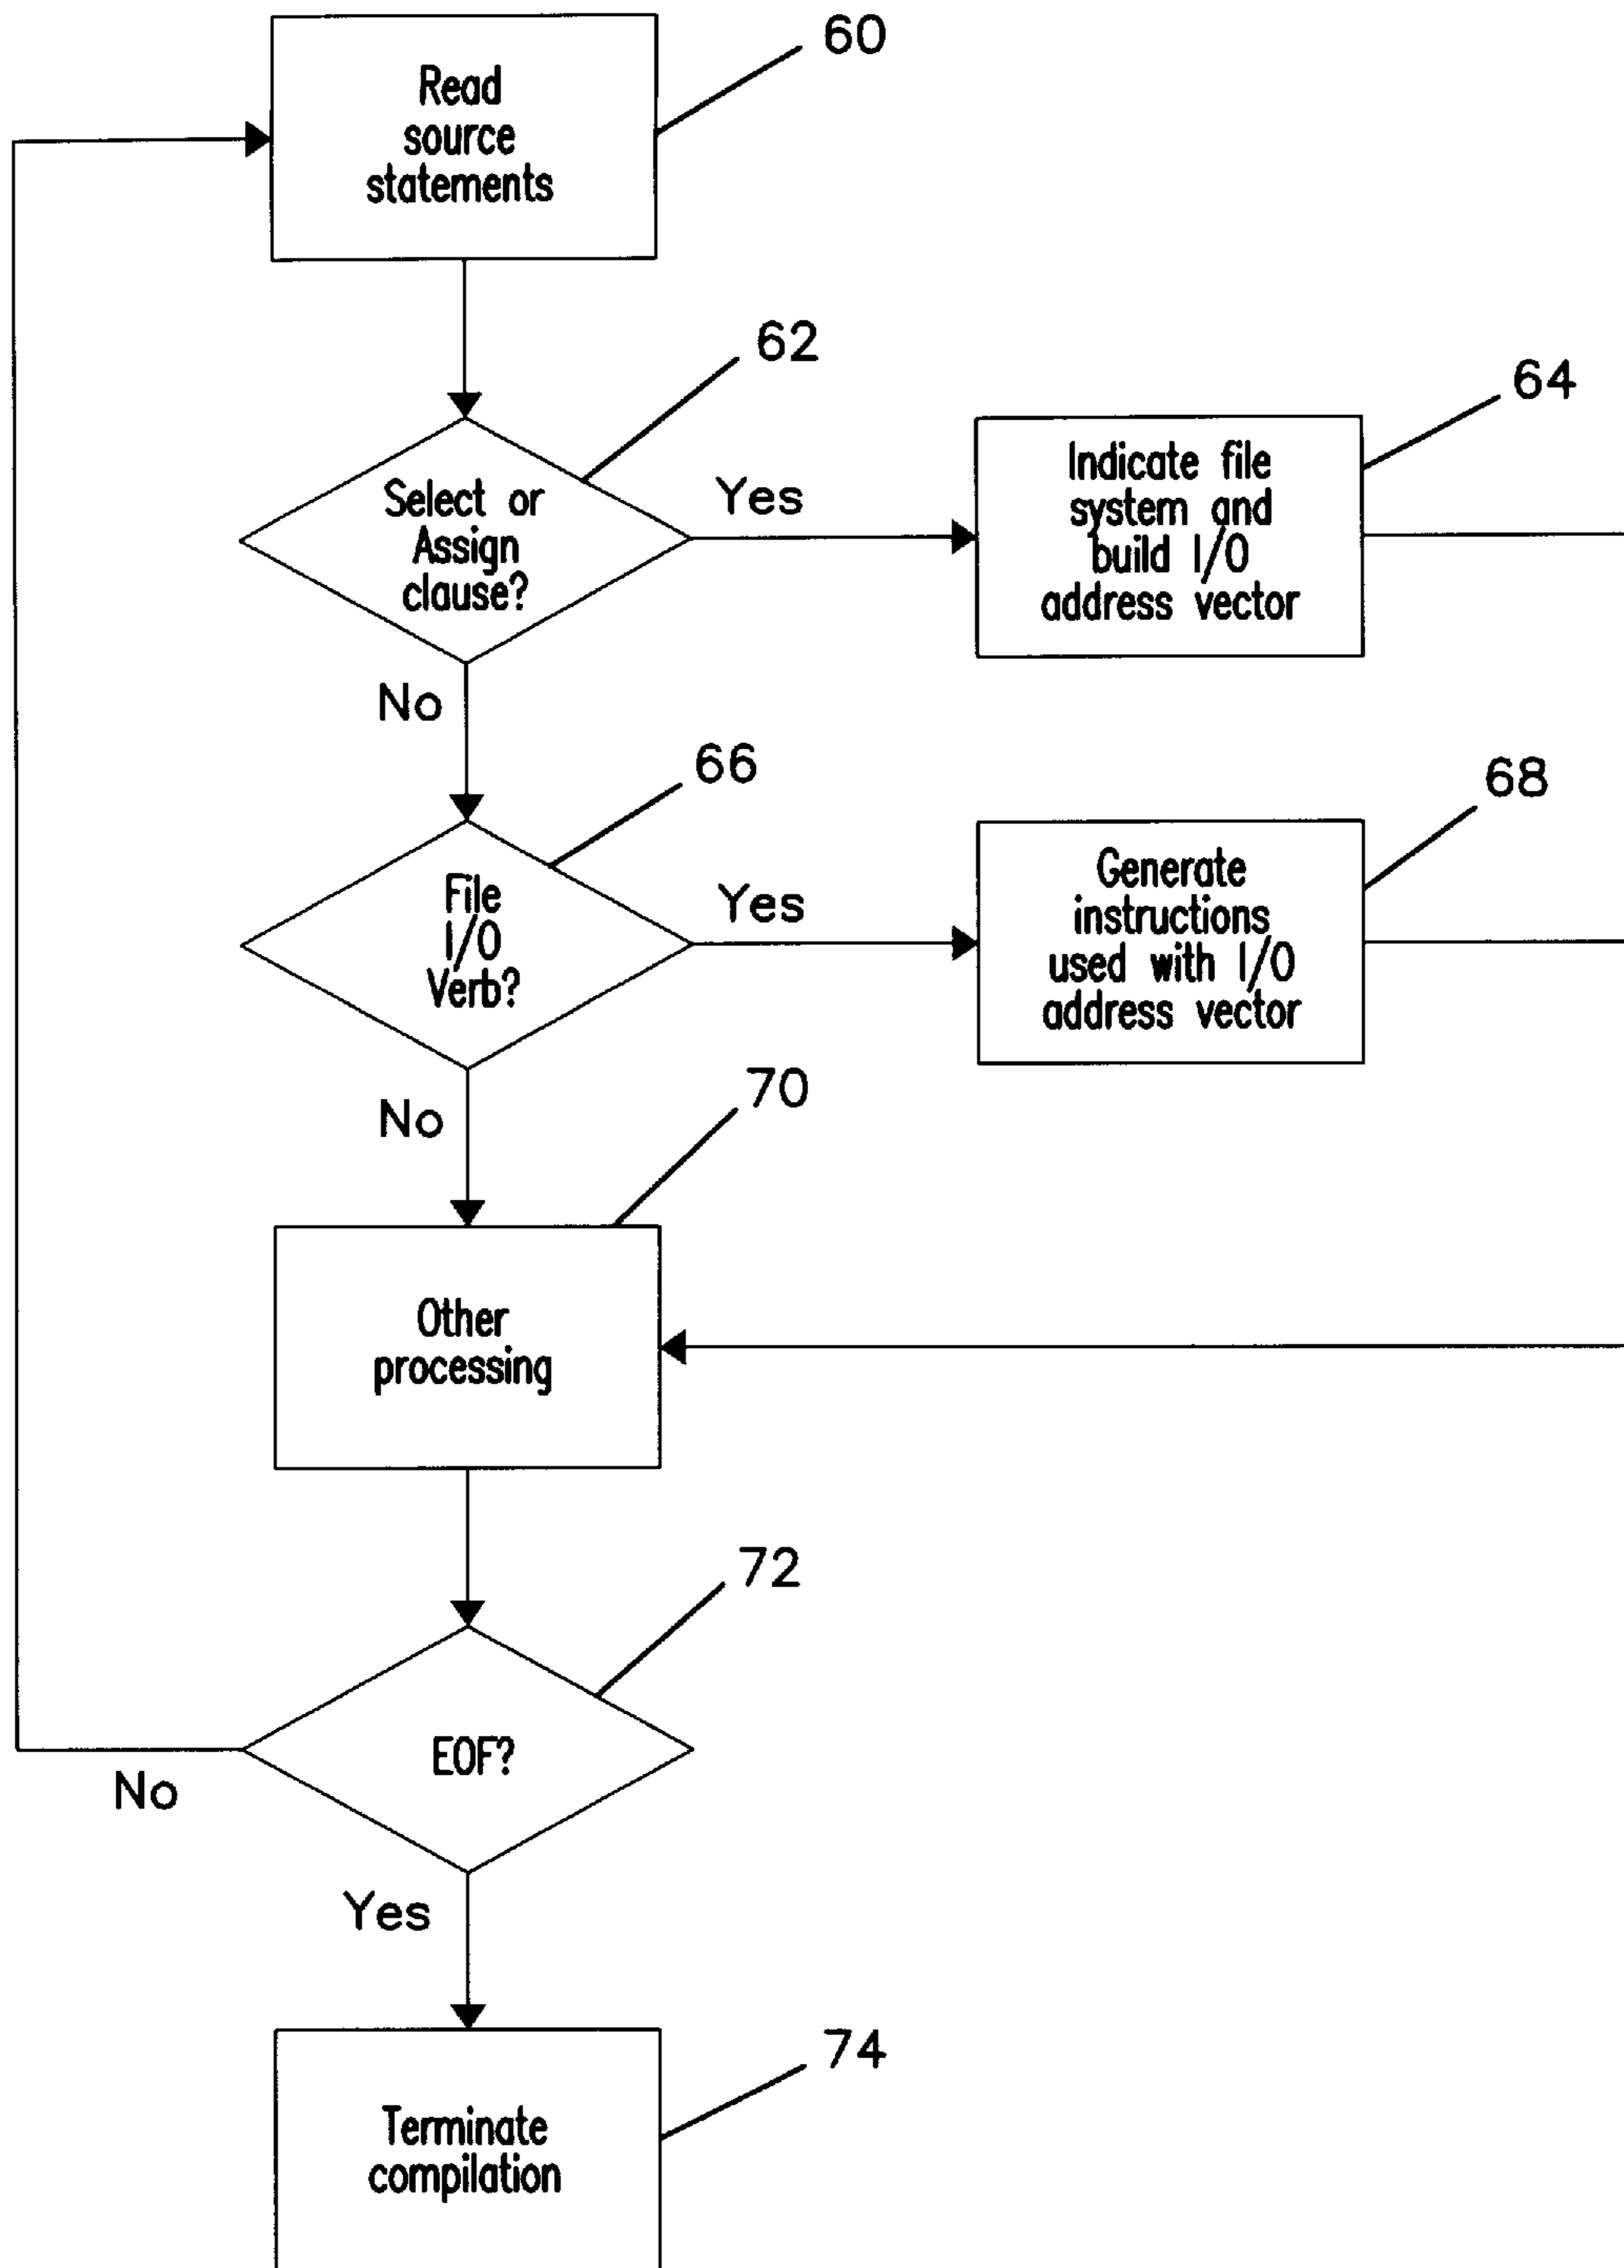 60
Read
source
statements
62
Select or
Assign
clause?
Yes
64
Indicate file
system and
build I/O
address vector
No
66
File
I/O
Verb?
Yes
68
Generate
instructions
used with I/O
address vector
No
70
Other
processing
72
EOF?
No
Yes
74
Terminate
compilation